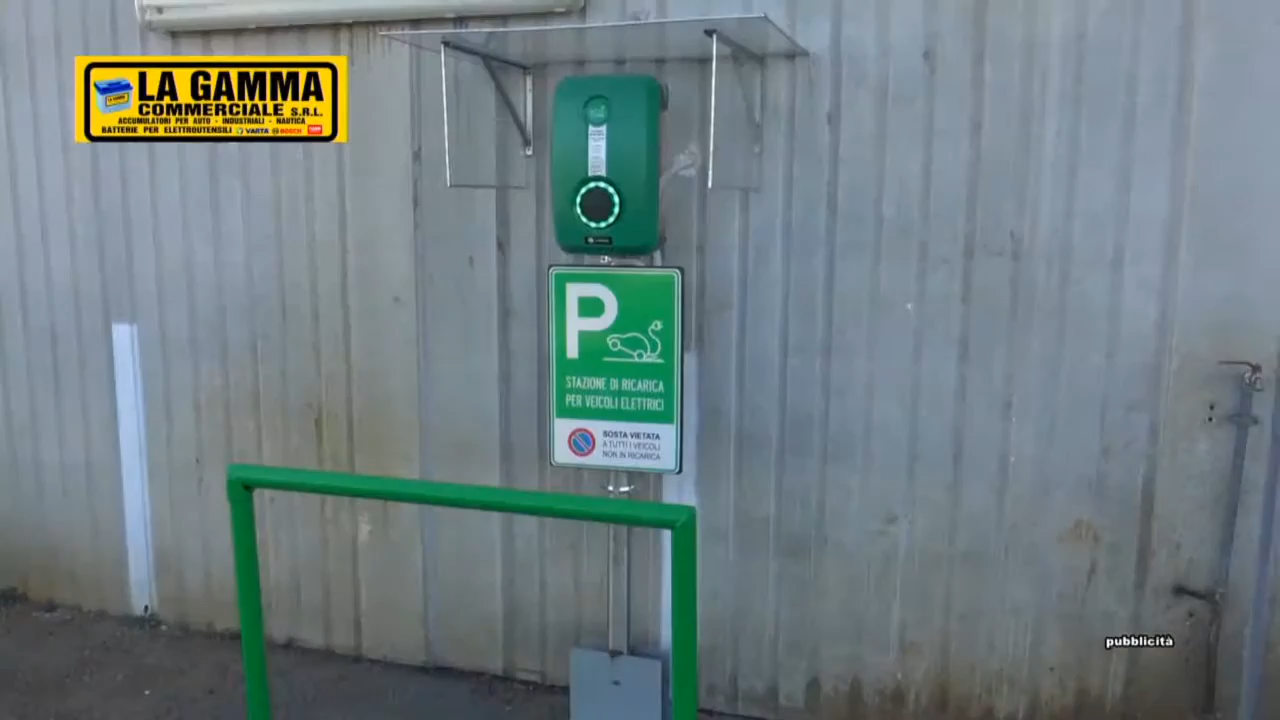 LA GAMMA
COMMERCIALE S.R.L.
ACCUMULATORI PER AUTO - INDUSTRIALI - NAUTICA
BATTERIE PER ELETTROUTENSILI VARTA BOSCH
P
STAZIONE DI RICARICA
PER VEICOLI ELETTRICI
SOSTA VIETATA
A TUTTI I VEICOLI
NON IN RICARICA
pubblicità